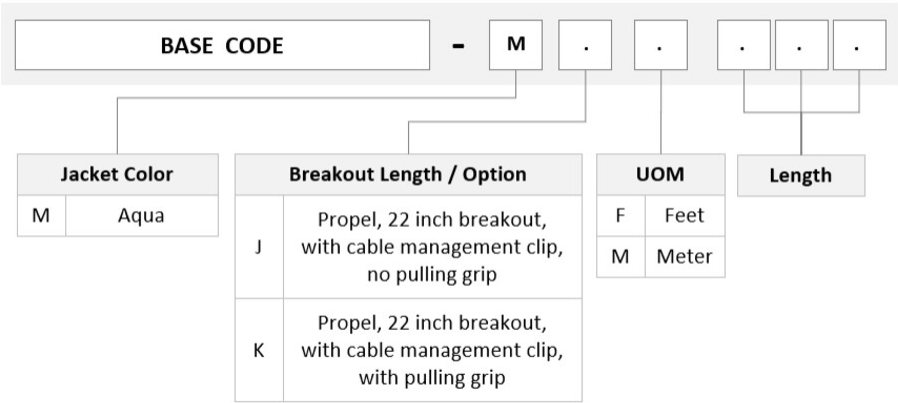 BASE CODE - M . . . . .
Jacket Color
M Aqua
Breakout Length / Option
J Propel, 22 inch breakout,
with cable management clip,
no pulling grip
K Propel, 22 inch breakout,
with cable management clip,
with pulling grip
UOM
F Feet
M Meter
Length